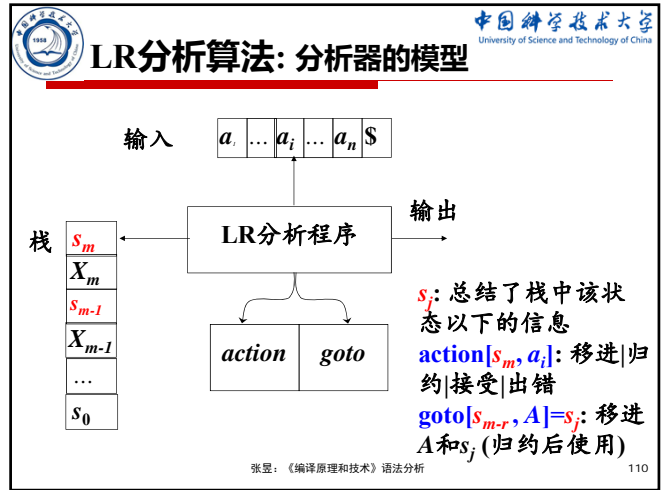 中国科学技术大学
University of Science and Technology of China
1958
LR分析算法: 分析器的模型
输入 a₁ … aᵢ … aₙ $
LR分析程序
输出
栈
sₘ
Xₘ
sₘ₋₁
Xₘ₋₁
…
s₀
action goto
sⱼ: 总结了栈中该状
态以下的信息
action[sₘ, aᵢ]: 移进|归
约|接受|出错
goto[sₘ₋ᵣ , A]=sⱼ: 移进
A和sⱼ (归约后使用)
张昱：《编译原理和技术》语法分析
110